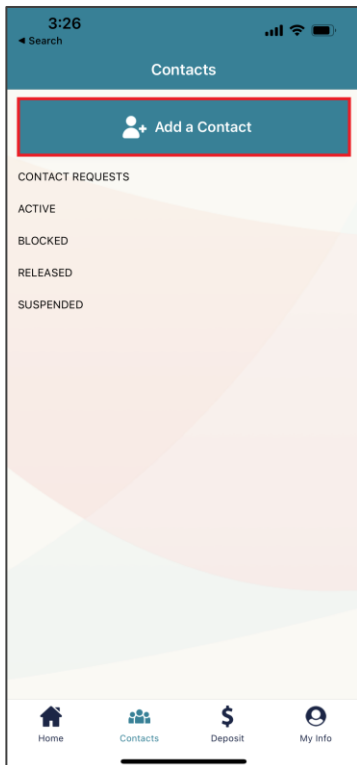 3:26
◀ Search
Contacts
Add a Contact
CONTACT REQUESTS
ACTIVE
BLOCKED
RELEASED
SUSPENDED
Home Contacts Deposit My Info